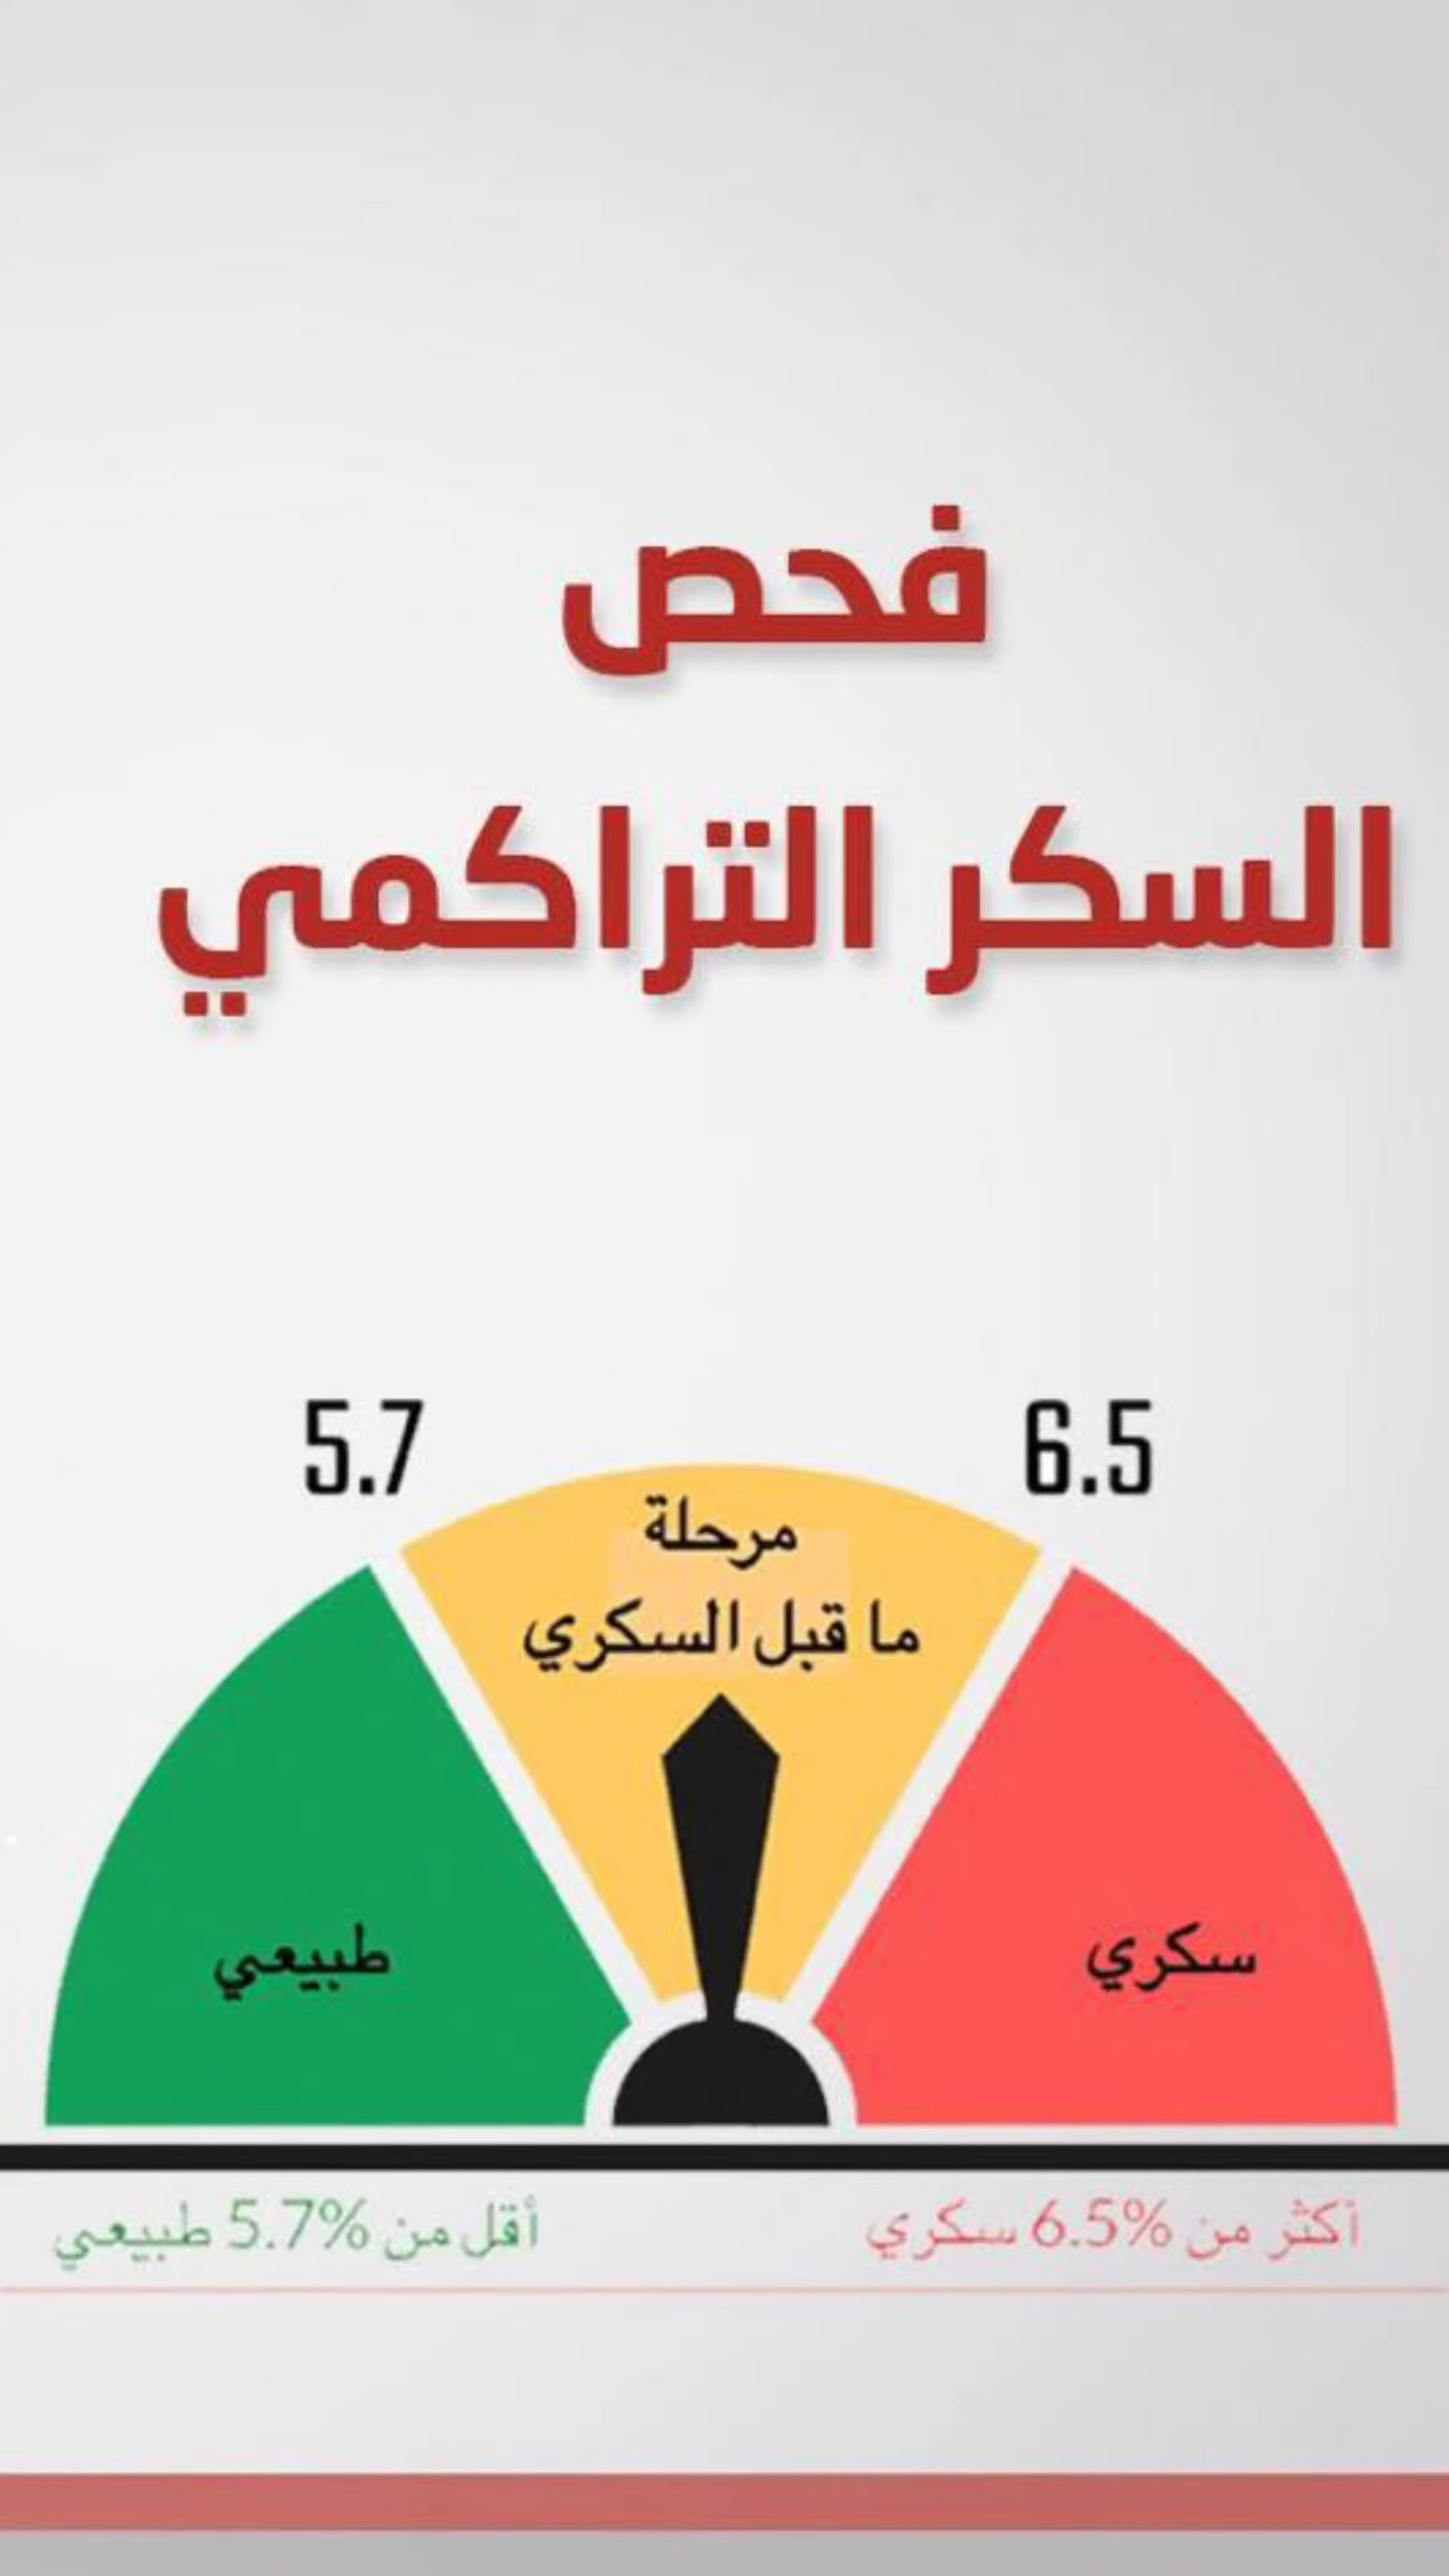 فحص
السكر التراكمي
5.7
6.5
مرحلة
ما قبل السكري
طبيعي
سكري
أقل من 5.7% طبيعي
أكثر من 6.5% سكري